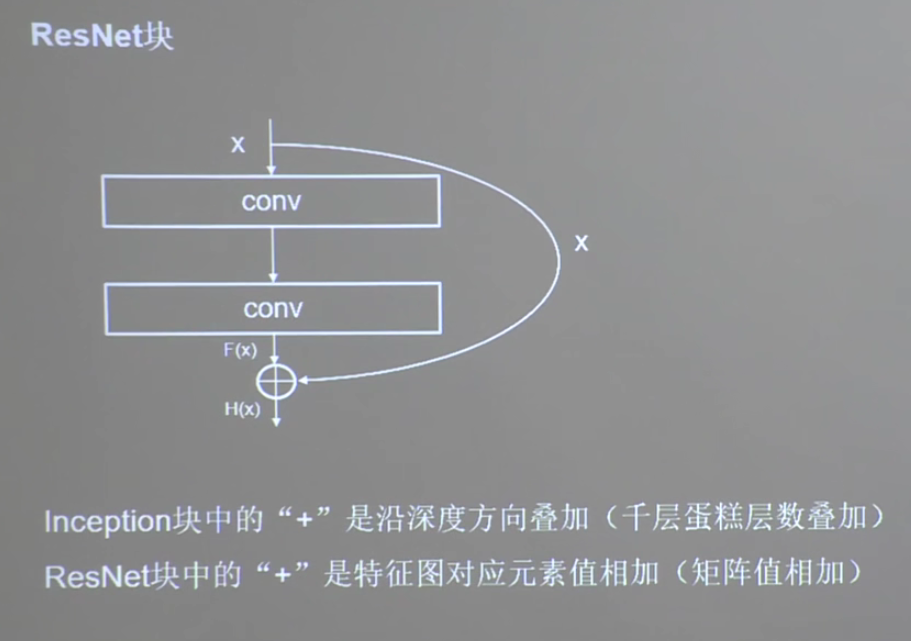 ResNet块
x
conv
x
conv
F(x)
H(x)
Inception块中的“+”是沿深度方向叠加（千层蛋糕层数叠加）
ResNet块中的“+”是特征图对应元素值相加（矩阵值相加）